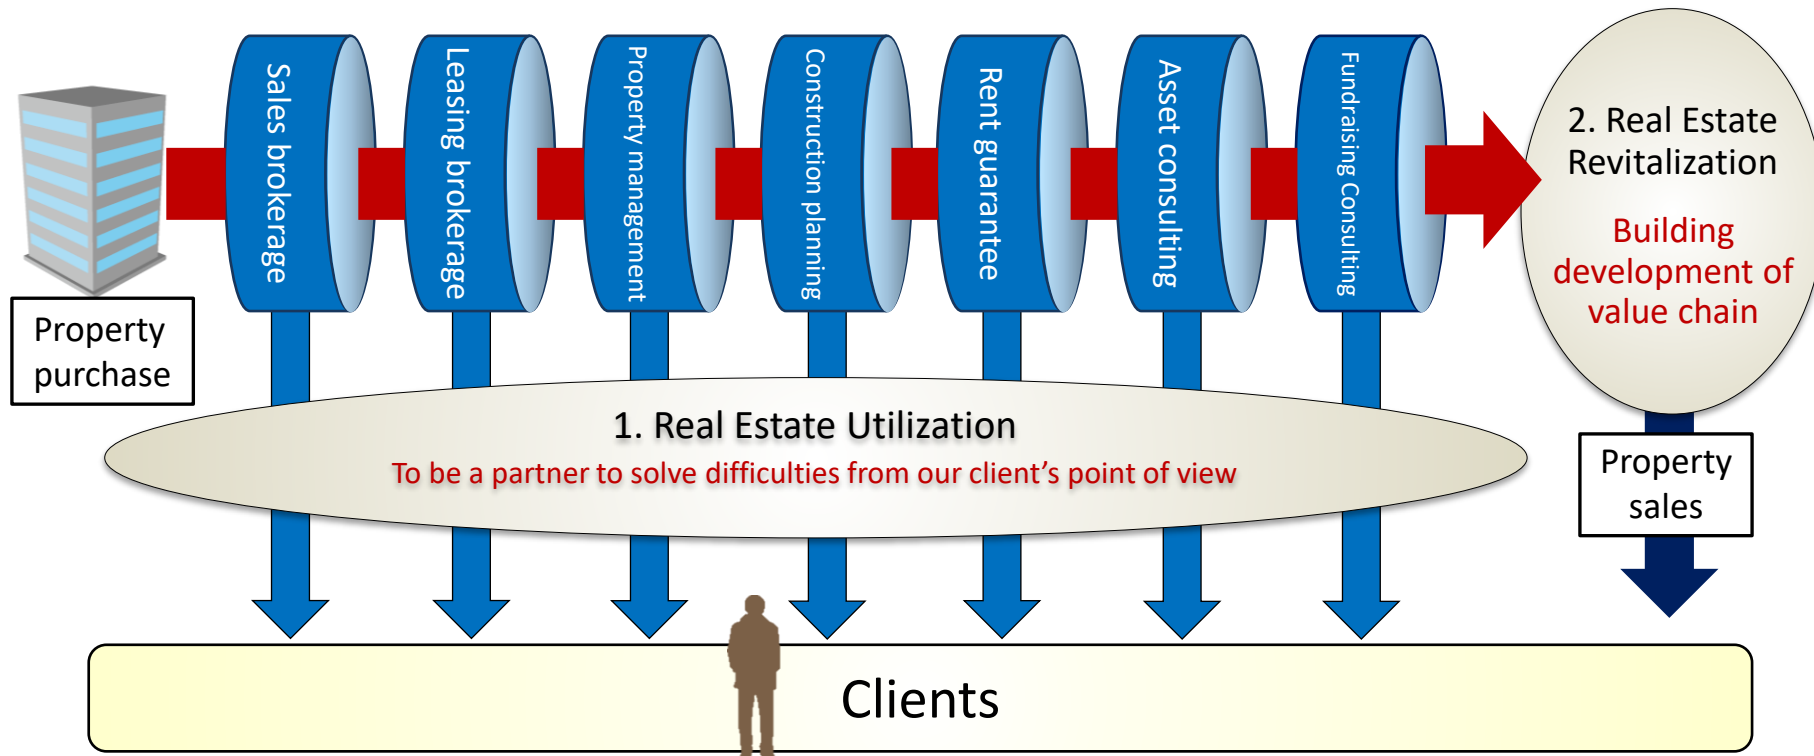 Sales brokerage
Leasing brokerage
Property management
Construction planning
Rent guarantee
Asset consulting
Fundraising Consulting
2. Real Estate
Revitalization
Building
development of
value chain
Property
purchase
1. Real Estate Utilization
To be a partner to solve difficulties from our client’s point of view
Property
sales
Clients